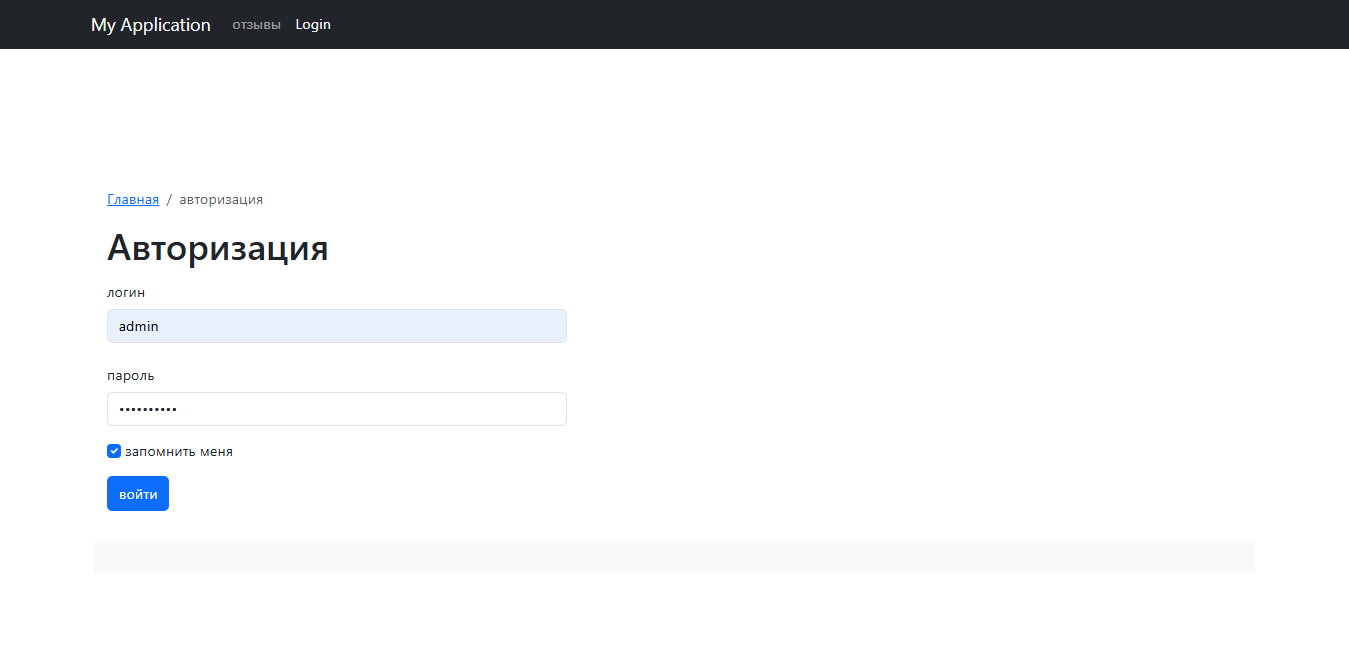 My Application отзывы Login
Главная / авторизация
Авторизация
логин
admin
пароль
••••••••••
запомнить меня
войти